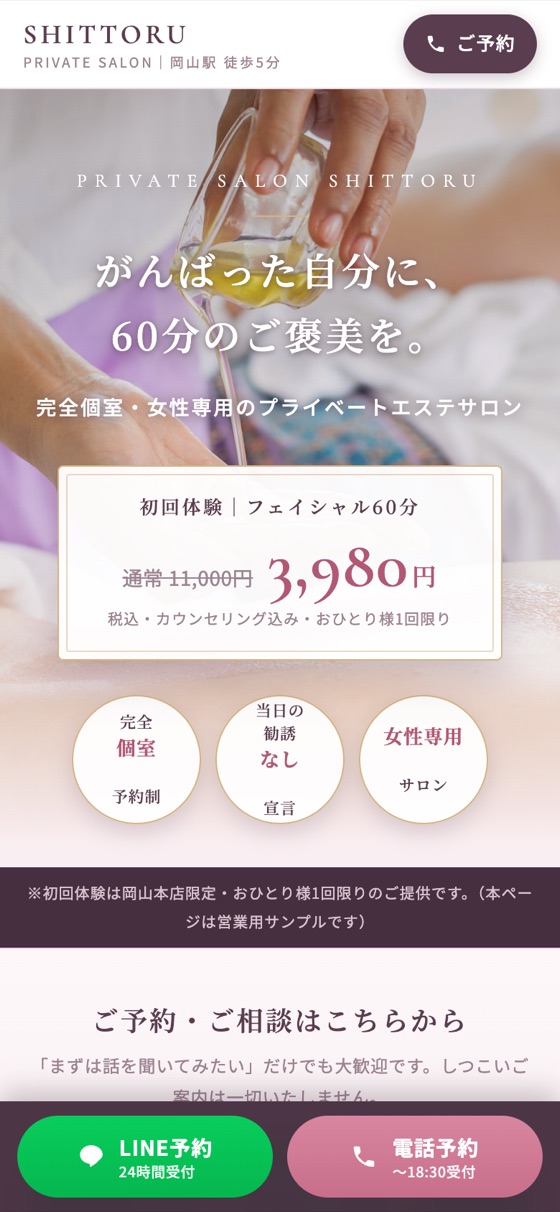 SHITTORU
PRIVATE SALON｜岡山駅 徒歩5分
ご予約
PRIVATE SALON SHITTORU
がんばった自分に、
60分のご褒美を。
完全個室・女性専用のプライベートエステサロン
初回体験｜フェイシャル60分
通常 11,000円 3,980円
税込・カウンセリング込み・おひとり様1回限り
完全
個室
予約制
当日の
勧誘
なし
宣言
女性専用
サロン
※初回体験は岡山本店限定・おひとり様1回限りのご提供です。（本ペー
ジは営業用サンプルです）
ご予約・ご相談はこちらから
「まずは話を聞いてみたい」だけでも大歓迎です。しつこいご
案内は一切いたしません。
LINE予約
24時間受付
電話予約
〜18:30受付